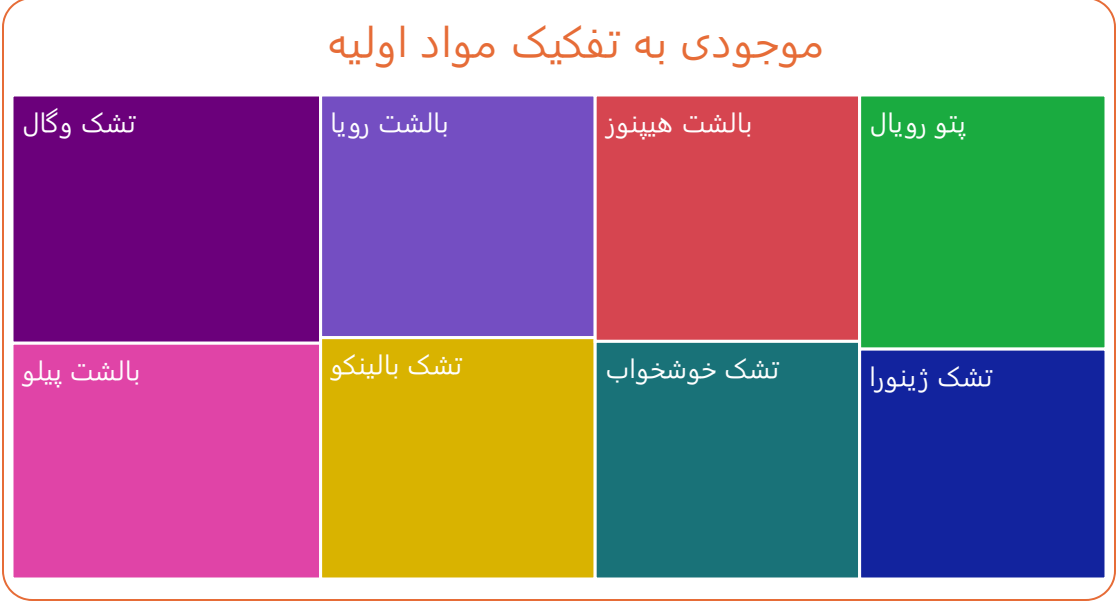 موجودی به تفکیک مواد اولیه
تشک وگال
بالشت رویا
بالشت هیپنوز
پتو رویال
بالشت پیلو
تشک بالینکو
تشک خوشخواب
تشک ژینورا